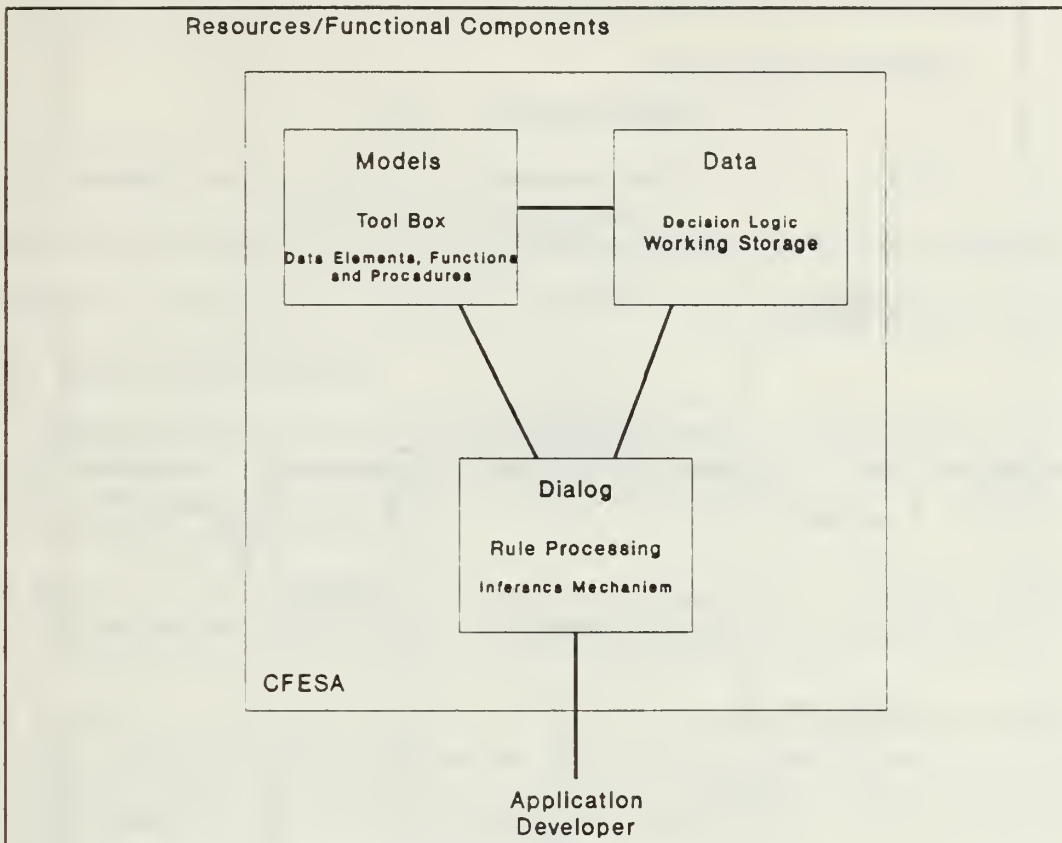 Resources/Functional Components
Models
Tool Box
Data Elements, Functions
and Procedures
Data
Decision Logic
Working Storage
Dialog
Rule Processing
Inference Mechanism
CFESA
Application
Developer